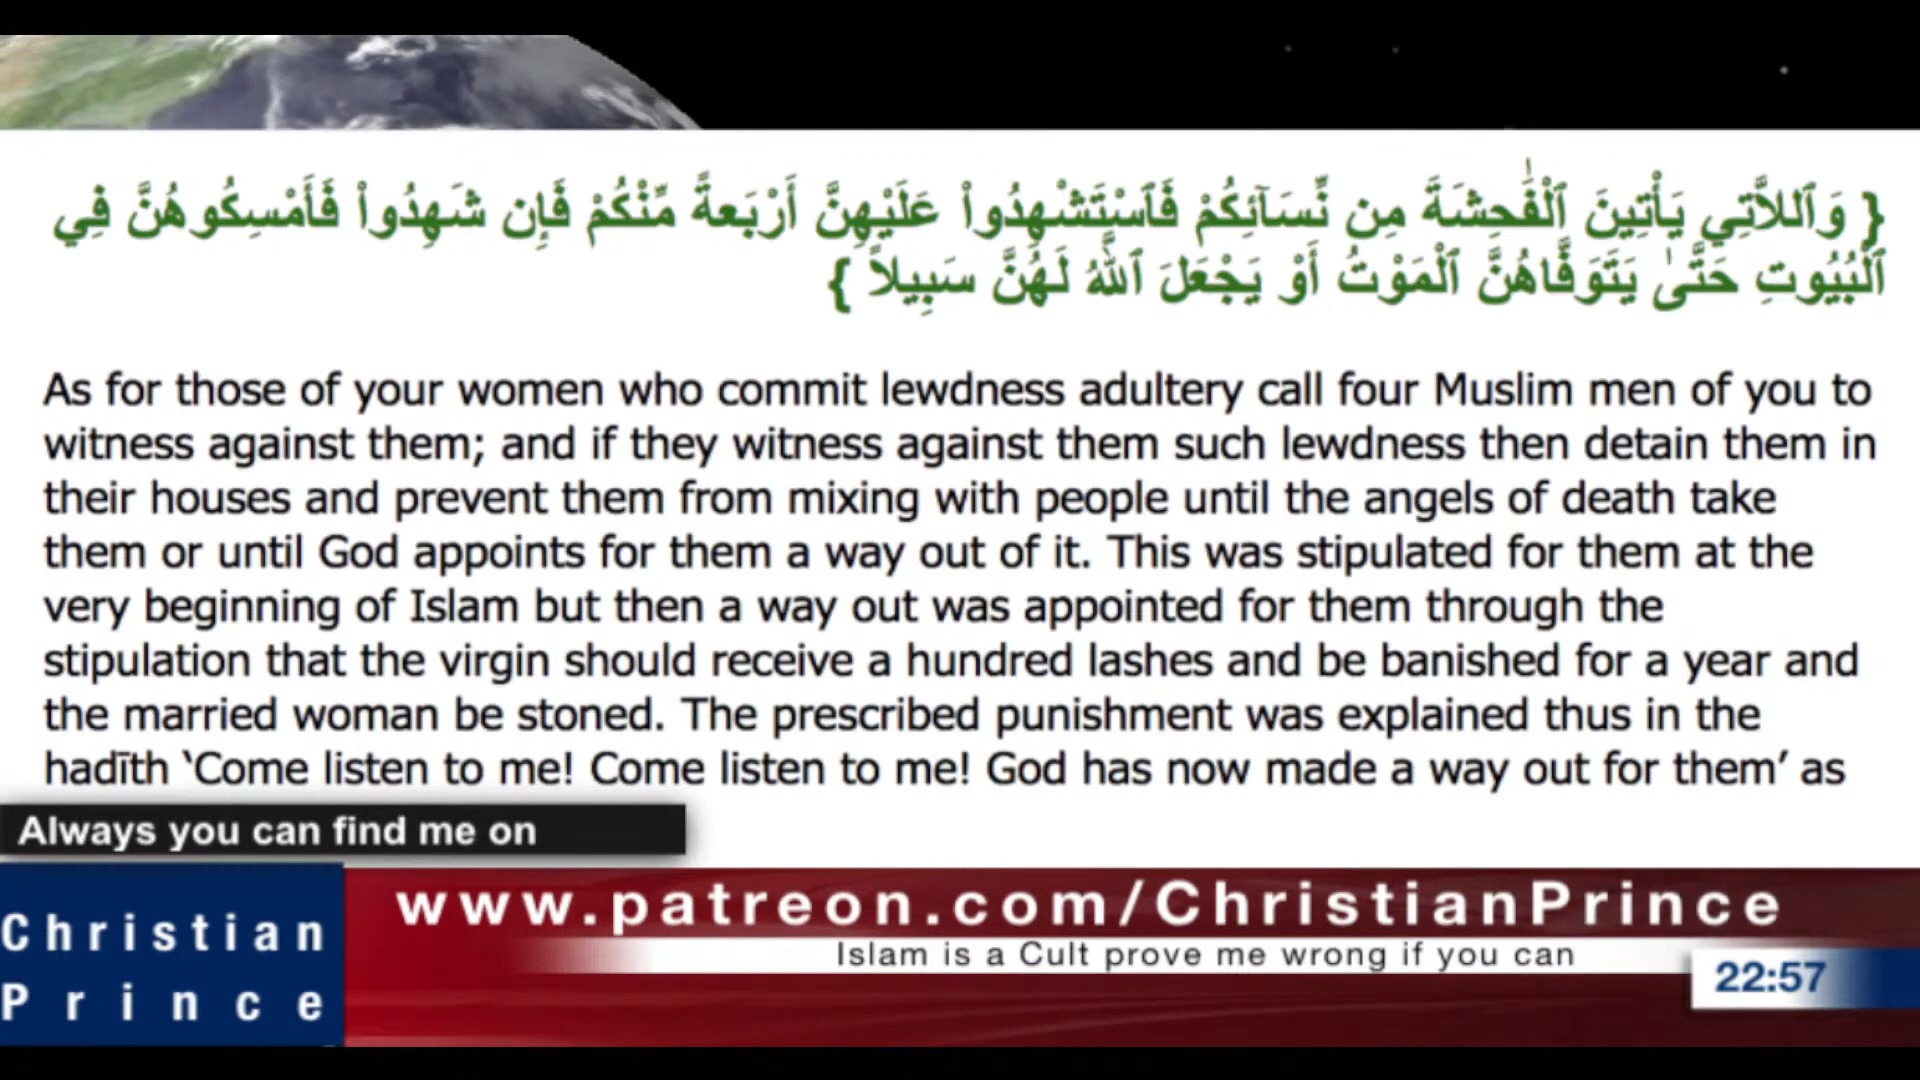 { وَٱللاَّتِي يَأْتِينَ ٱلْفَٰحِشَةَ مِن نِّسَآئِكُمْ فَٱسْتَشْهِدُواْ عَلَيْهِنَّ أَرْبَعةً مِّنْكُمْ فَإِن شَهِدُواْ فَأَمْسِكُوهُنَّ فِي
ٱلْبُيُوتِ حَتَّىٰ يَتَوَفَّاهُنَّ ٱلْمَوْتُ أَوْ يَجْعَلَ ٱللَّهُ لَهُنَّ سَبِيلاً }
As for those of your women who commit lewdness adultery call four Muslim men of you to
witness against them; and if they witness against them such lewdness then detain them in
their houses and prevent them from mixing with people until the angels of death take
them or until God appoints for them a way out of it. This was stipulated for them at the
very beginning of Islam but then a way out was appointed for them through the
stipulation that the virgin should receive a hundred lashes and be banished for a year and
the married woman be stoned. The prescribed punishment was explained thus in the
hadīth ‘Come listen to me! Come listen to me! God has now made a way out for them’ as
Always you can find me on
www.patreon.com/ChristianPrince
Christian
Prince
Islam is a Cult prove me wrong if you can
22:57